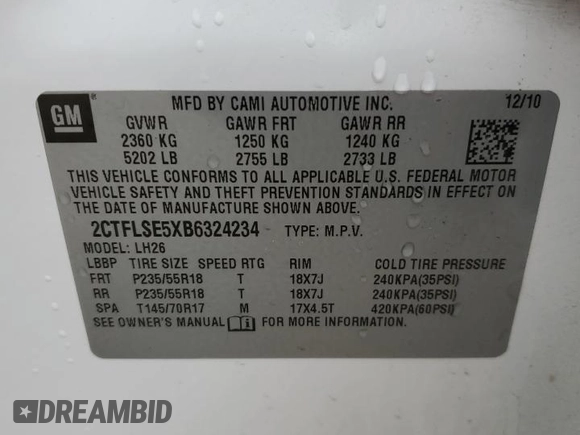 GM
MFD BY CAMI AUTOMOTIVE INC. 12/10
GVWR GAWR FRT GAWR RR
2360 KG 1250 KG 1240 KG
5202 LB 2755 LB 2733 LB
THIS VEHICLE CONFORMS TO ALL APPLICABLE U.S. FEDERAL MOTOR
VEHICLE SAFETY AND THEFT PREVENTION STANDARDS IN EFFECT ON
THE DATE OF MANUFACTURE SHOWN ABOVE.
2CTFLSE5XB6324234 TYPE: M.P.V.
MODEL: LH26
LBBP TIRE SIZE SPEED RTG RIM COLD TIRE PRESSURE
FRT P235/55R18 T 18X7J 240KPA(35PSI)
RR P235/55R18 T 18X7J 240KPA(35PSI)
SPA T145/70R17 M 17X4.5T 420KPA(60PSI)
SEE OWNER'S MANUAL FOR MORE INFORMATION.
DREAMBID